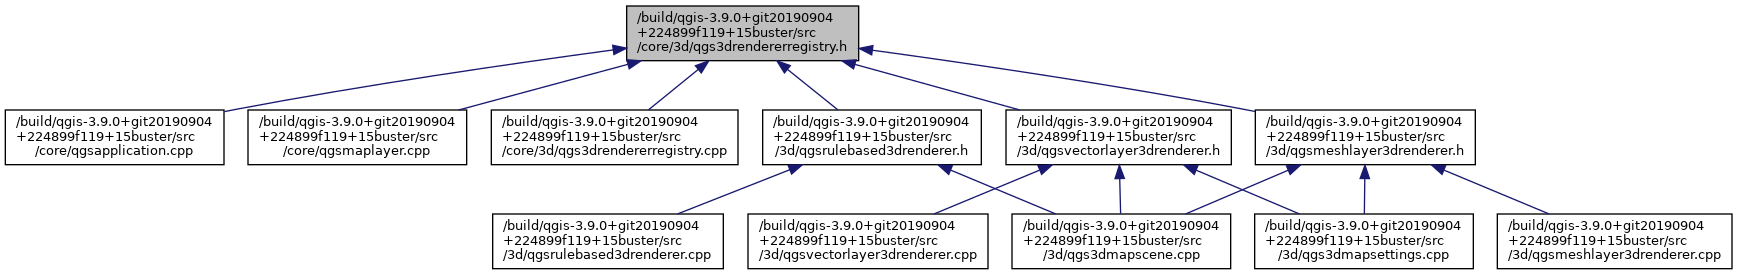 /build/qgis-3.9.0+git20190904
+224899f119+15buster/src
/core/3d/qgs3drendererregistry.h
/build/qgis-3.9.0+git20190904
+224899f119+15buster/src
/core/qgsapplication.cpp
/build/qgis-3.9.0+git20190904
+224899f119+15buster/src
/core/qgsmaplayer.cpp
/build/qgis-3.9.0+git20190904
+224899f119+15buster/src
/core/3d/qgs3drendererregistry.cpp
/build/qgis-3.9.0+git20190904
+224899f119+15buster/src
/3d/qgsrulebased3drenderer.h
/build/qgis-3.9.0+git20190904
+224899f119+15buster/src
/3d/qgsvectorlayer3drenderer.h
/build/qgis-3.9.0+git20190904
+224899f119+15buster/src
/3d/qgsmeshlayer3drenderer.h
/build/qgis-3.9.0+git20190904
+224899f119+15buster/src
/3d/qgsrulebased3drenderer.cpp
/build/qgis-3.9.0+git20190904
+224899f119+15buster/src
/3d/qgsvectorlayer3drenderer.cpp
/build/qgis-3.9.0+git20190904
+224899f119+15buster/src
/3d/qgs3dmapscene.cpp
/build/qgis-3.9.0+git20190904
+224899f119+15buster/src
/3d/qgs3dmapsettings.cpp
/build/qgis-3.9.0+git20190904
+224899f119+15buster/src
/3d/qgsmeshlayer3drenderer.cpp